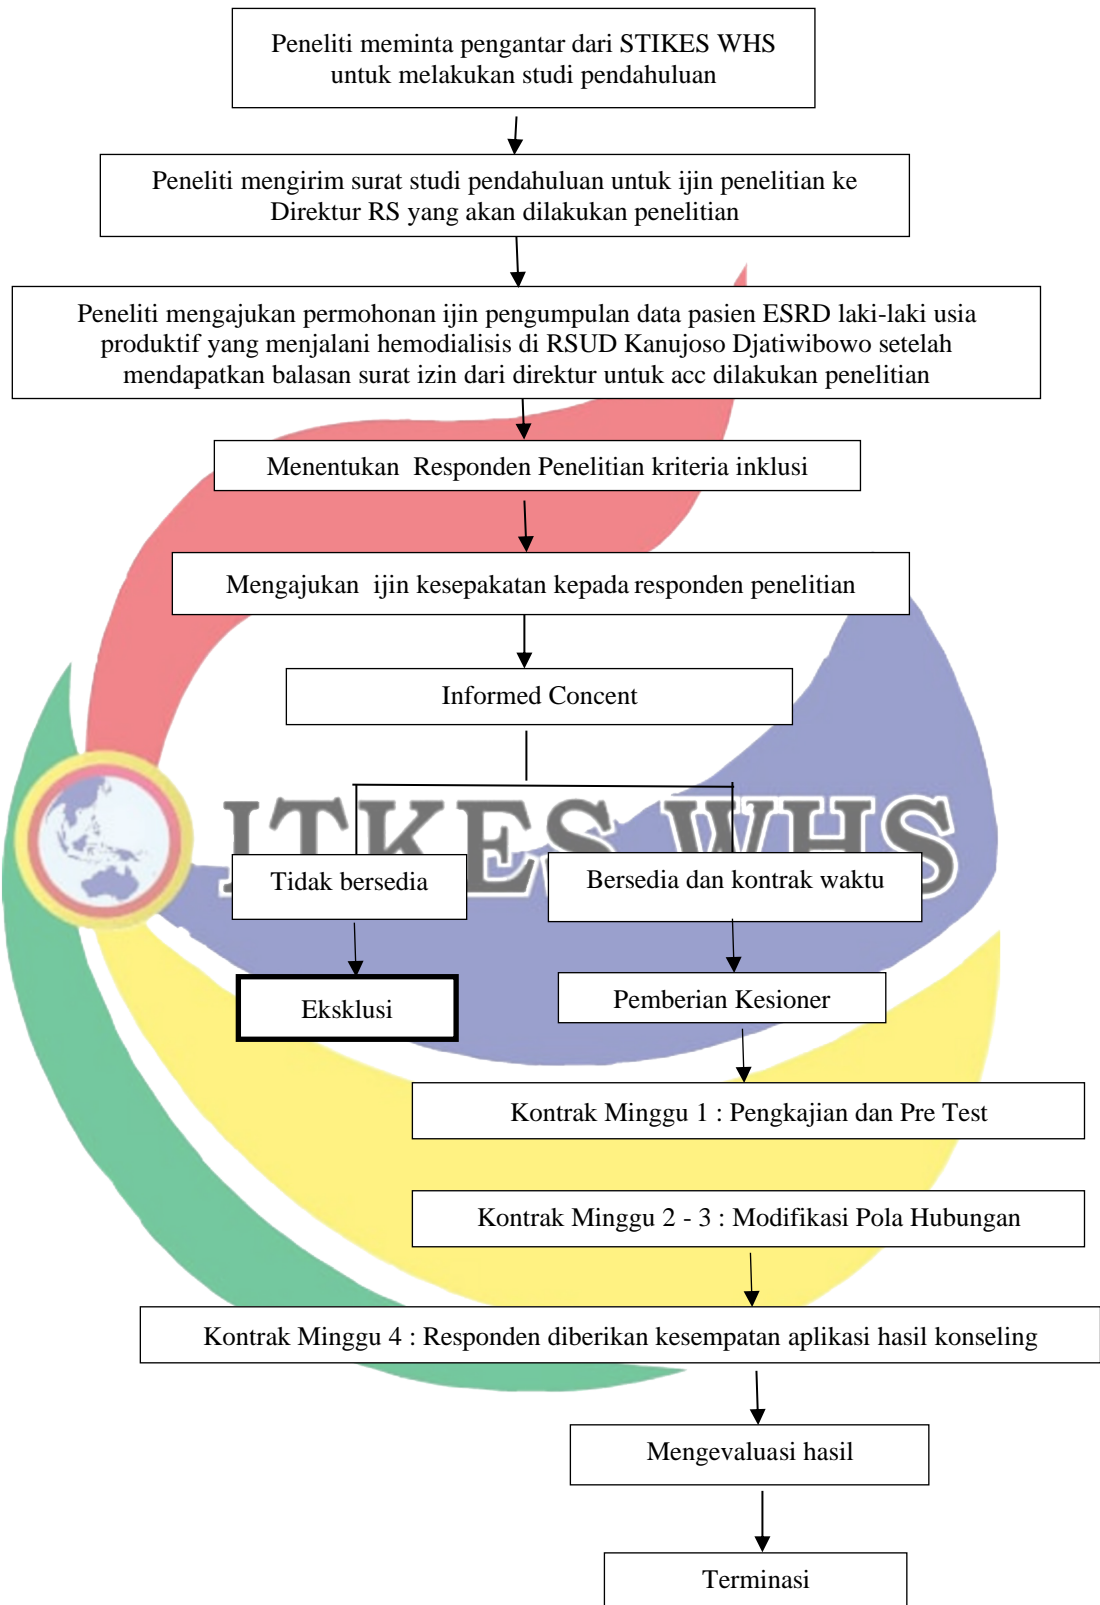 Peneliti meminta pengantar dari STIKES WHS
untuk melakukan studi pendahuluan
Peneliti mengirim surat studi pendahuluan untuk ijin penelitian ke
Direktur RS yang akan dilakukan penelitian
Peneliti mengajukan permohonan ijin pengumpulan data pasien ESRD laki-laki usia
produktif yang menjalani hemodialisis di RSUD Kanujoso Djatiwibowo setelah
mendapatkan balasan surat izin dari direktur untuk acc dilakukan penelitian
Menentukan Responden Penelitian kriteria inklusi
Mengajukan ijin kesepakatan kepada responden penelitian
Informed Concent
ITKES WHS
Tidak bersedia
Bersedia dan kontrak waktu
Eksklusi
Pemberian Kesioner
Kontrak Minggu 1 : Pengkajian dan Pre Test
Kontrak Minggu 2 - 3 : Modifikasi Pola Hubungan
Kontrak Minggu 4 : Responden diberikan kesempatan aplikasi hasil konseling
Mengevaluasi hasil
Terminasi